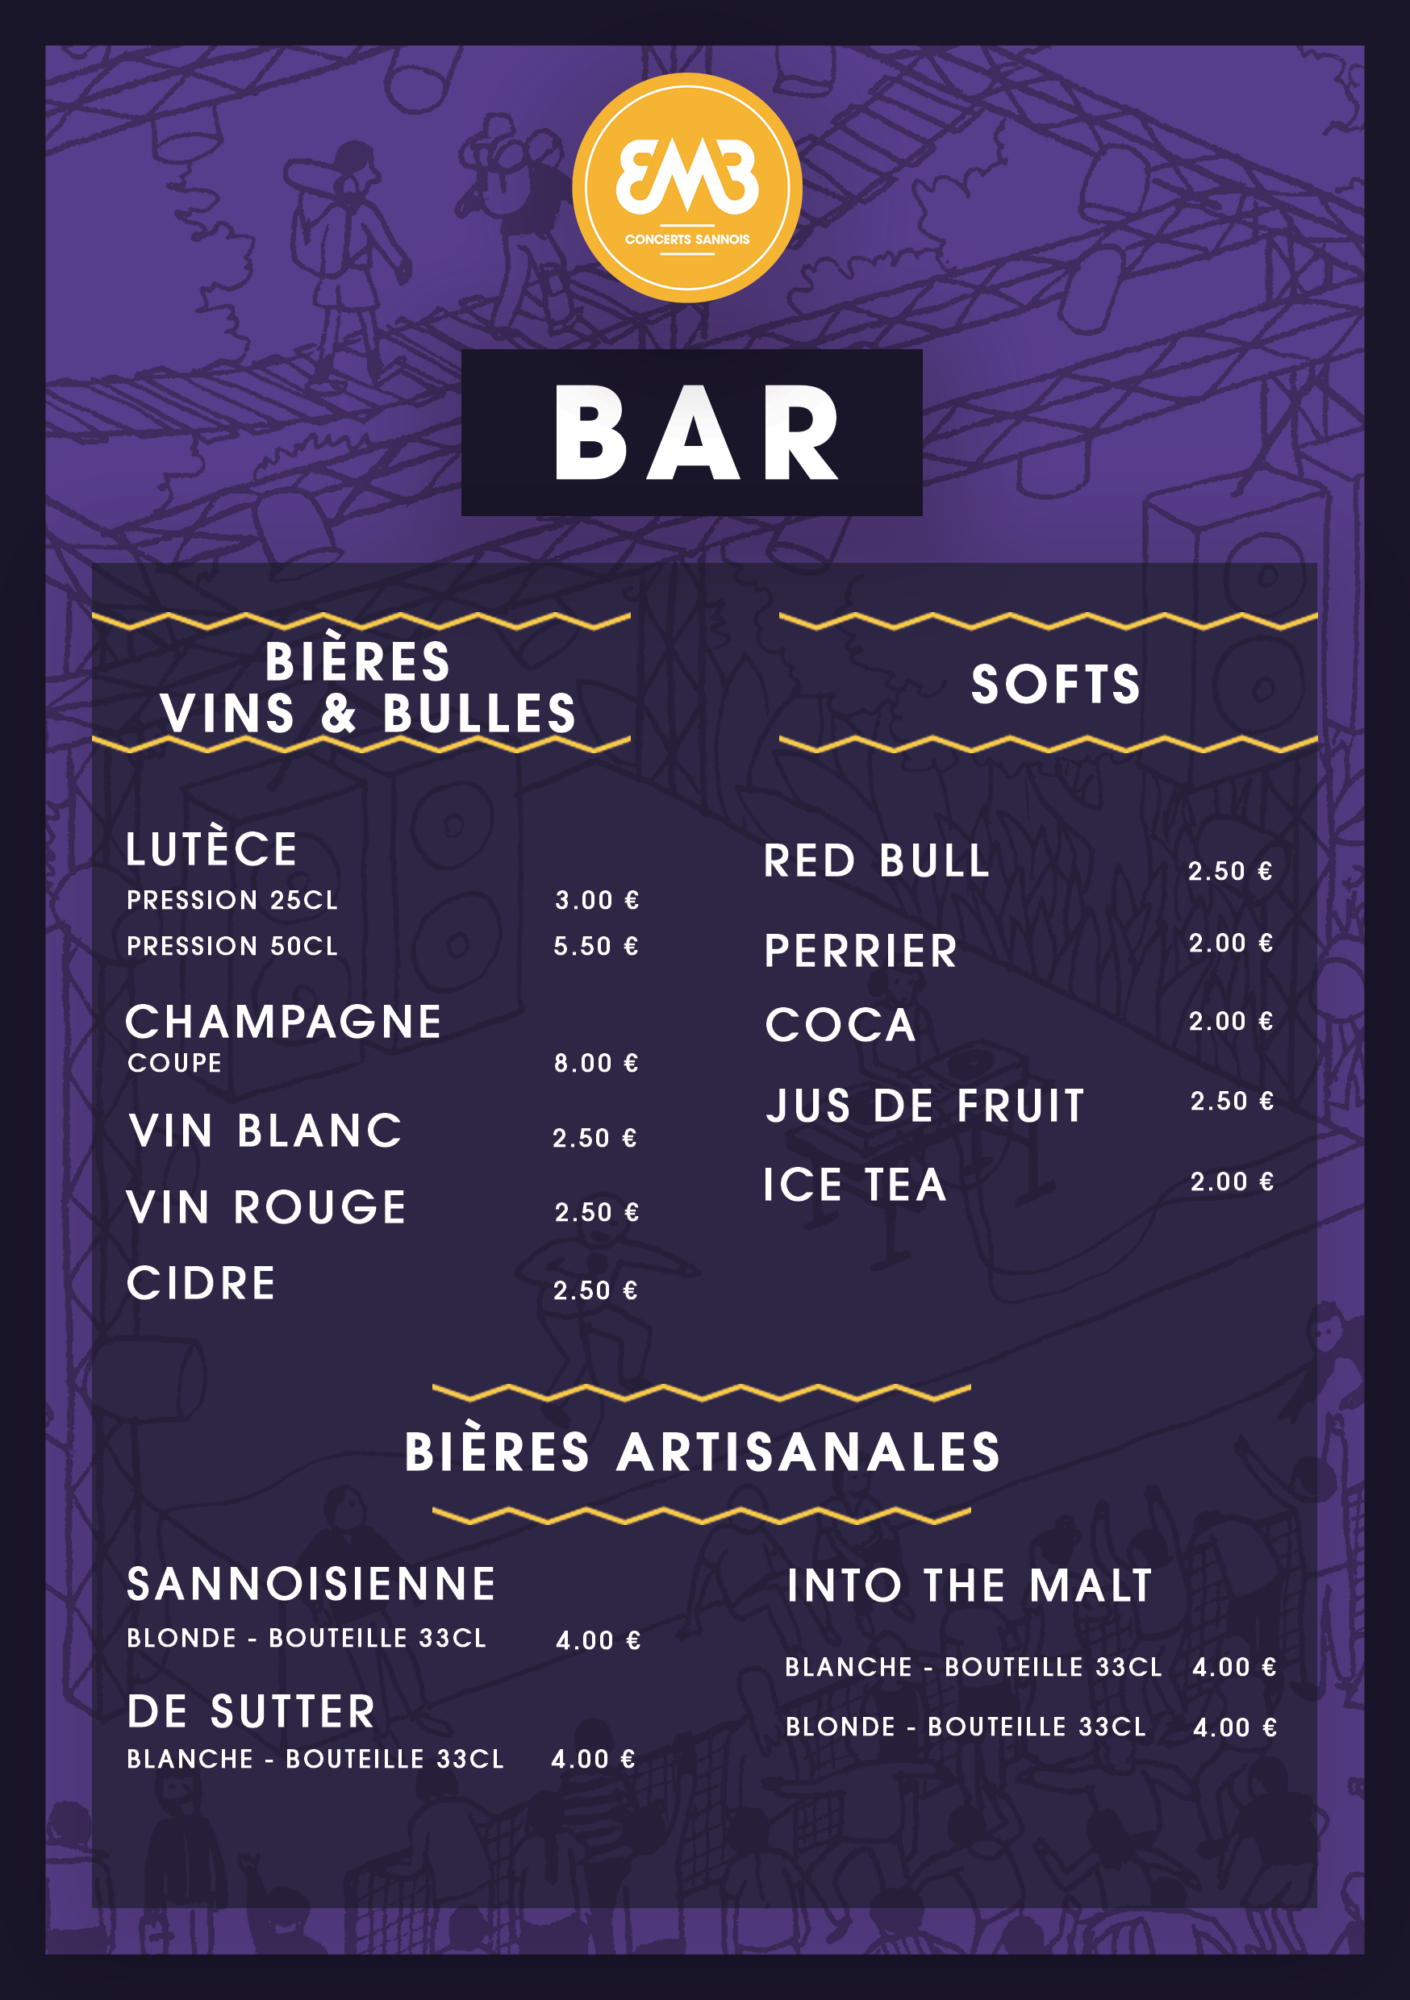 EMB
CONCERTS SANNOIS
BAR
BIÈRES
VINS & BULLES
LUTÈCE
PRESSION 25CL 3.00 €
PRESSION 50CL 5.50 €
CHAMPAGNE
COUPE 8.00 €
VIN BLANC 2.50 €
VIN ROUGE 2.50 €
CIDRE 2.50 €
SOFTS
RED BULL 2.50 €
PERRIER 2.00 €
COCA 2.00 €
JUS DE FRUIT 2.50 €
ICE TEA 2.00 €
BIÈRES ARTISANALES
SANNOISIENNE
BLONDE - BOUTEILLE 33CL 4.00 €
DE SUTTER
BLANCHE - BOUTEILLE 33CL 4.00 €
INTO THE MALT
BLANCHE - BOUTEILLE 33CL 4.00 €
BLONDE - BOUTEILLE 33CL 4.00 €